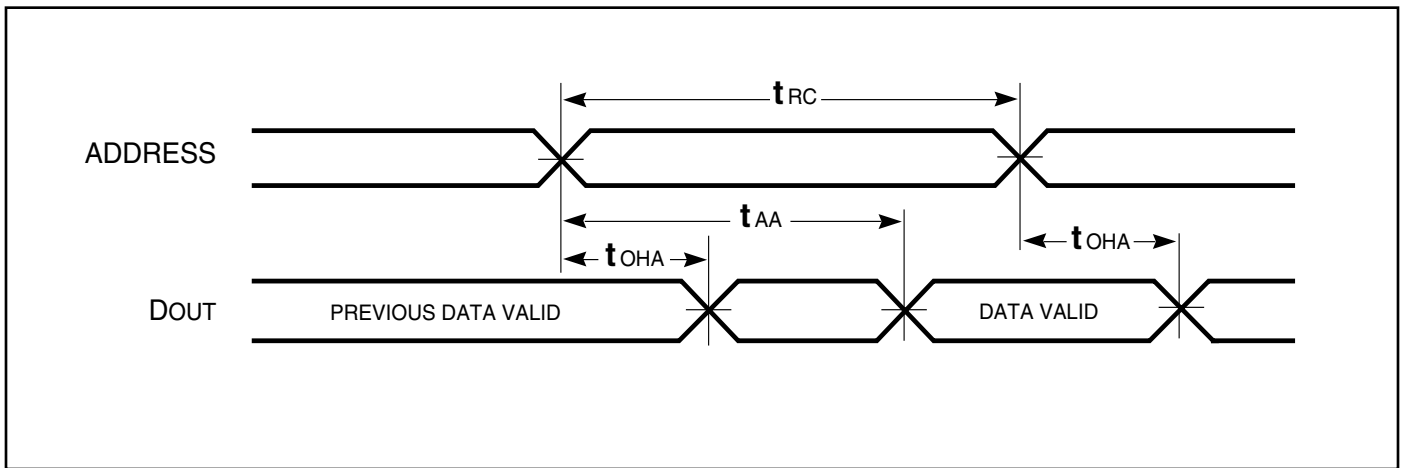 tRC
ADDRESS
tAA
tOHA
tOHA
DOUT
PREVIOUS DATA VALID
DATA VALID